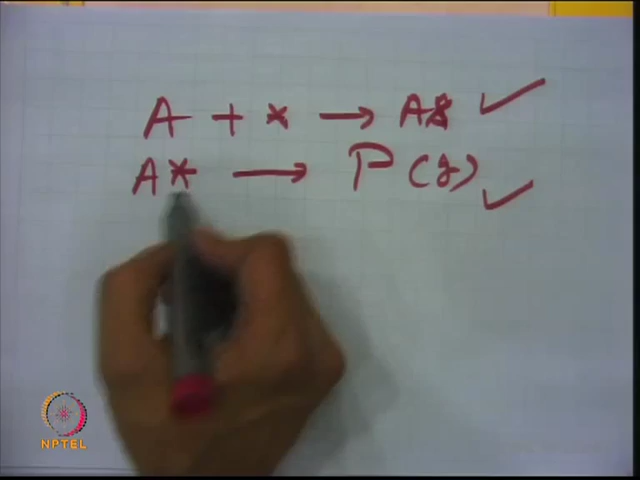 A + * → A* ✓
A* → P (g) ✓
NPTEL